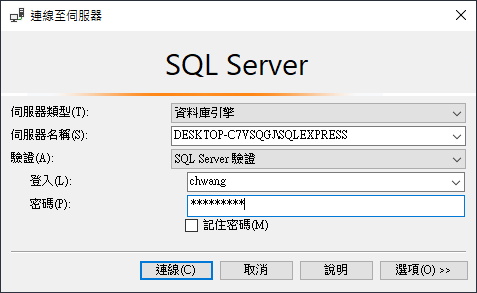 連線至伺服器
SQL Server
伺服器類型(T):
資料庫引擎
伺服器名稱(S):
DESKTOP-C7VSQGJ\SQLEXPRESS
驗證(A):
SQL Server 驗證
登入(L):
chwang
密碼(P):
*********
記住密碼(M)
連線(C)
取消
說明
選項(O) >>